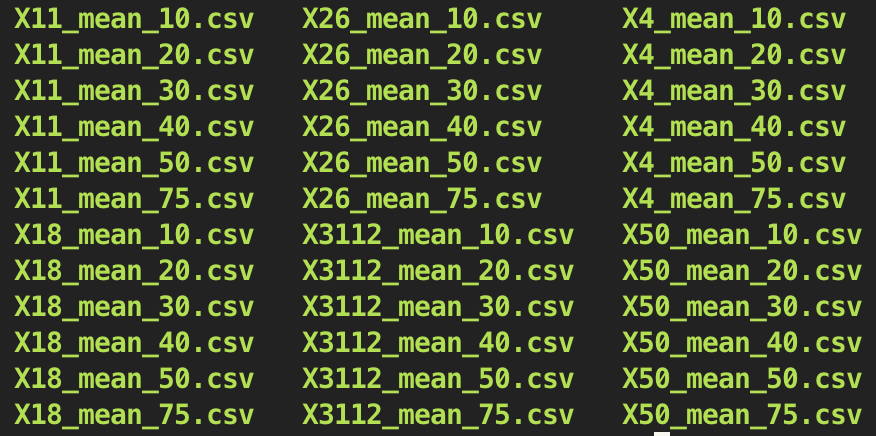 X11_mean_10.csv   X26_mean_10.csv     X4_mean_10.csv
X11_mean_20.csv   X26_mean_20.csv     X4_mean_20.csv
X11_mean_30.csv   X26_mean_30.csv     X4_mean_30.csv
X11_mean_40.csv   X26_mean_40.csv     X4_mean_40.csv
X11_mean_50.csv   X26_mean_50.csv     X4_mean_50.csv
X11_mean_75.csv   X26_mean_75.csv     X4_mean_75.csv
X18_mean_10.csv   X3112_mean_10.csv   X50_mean_10.csv
X18_mean_20.csv   X3112_mean_20.csv   X50_mean_20.csv
X18_mean_30.csv   X3112_mean_30.csv   X50_mean_30.csv
X18_mean_40.csv   X3112_mean_40.csv   X50_mean_40.csv
X18_mean_50.csv   X3112_mean_50.csv   X50_mean_50.csv
X18_mean_75.csv   X3112_mean_75.csv   X50_mean_75.csv